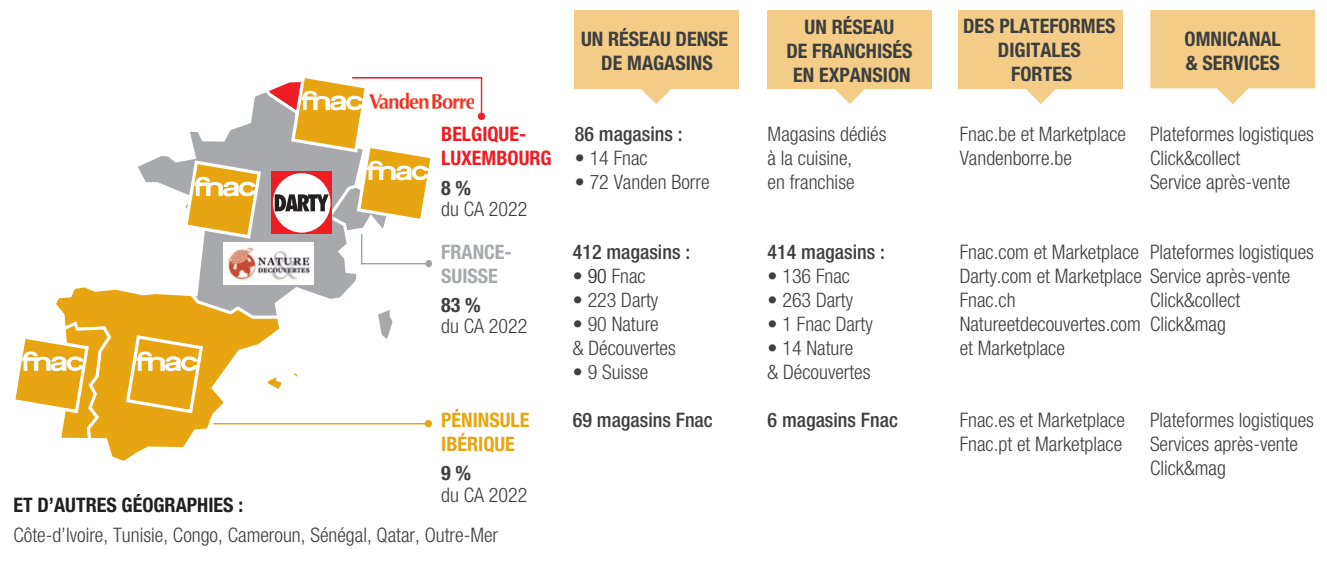 UN RÉSEAU DENSE
DE MAGASINS
UN RÉSEAU
DE FRANCHISÉS
EN EXPANSION
DES PLATEFORMES
DIGITALES
FORTES
OMNICANAL
& SERVICES
fnac
Vanden Borre
fnac
fnac
DARTY
NATURE
&
DECOUVERTES
fnac
fnac
BELGIQUE-
LUXEMBOURG
8 %
du CA 2022
86 magasins :
• 14 Fnac
• 72 Vanden Borre
Magasins dédiés
à la cuisine,
en franchise
Fnac.be et Marketplace
Vandenborre.be
Plateformes logistiques
Click&collect
Service après-vente
FRANCE-
SUISSE
83 %
du CA 2022
412 magasins :
• 90 Fnac
• 223 Darty
• 90 Nature
& Découvertes
• 9 Suisse
414 magasins :
• 136 Fnac
• 263 Darty
• 1 Fnac Darty
• 14 Nature
& Découvertes
Fnac.com et Marketplace
Darty.com et Marketplace
Fnac.ch
Natureetdecouvertes.com
et Marketplace
Plateformes logistiques
Service après-vente
Click&collect
Click&mag
PÉNINSULE
IBÉRIQUE
9 %
du CA 2022
69 magasins Fnac
6 magasins Fnac
Fnac.es et Marketplace
Fnac.pt et Marketplace
Plateformes logistiques
Services après-vente
Click&mag
ET D'AUTRES GÉOGRAPHIES :
Côte-d'Ivoire, Tunisie, Congo, Cameroun, Sénégal, Qatar, Outre-Mer